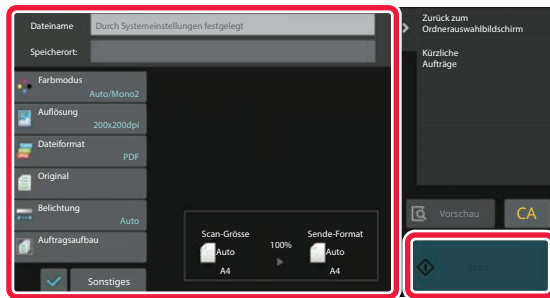 Dateiname
Durch Systemeinstellungen festgelegt
Speicherort:
Farbmodus
Auto/Mono2
Auflösung
200x200dpi
Dateiformat
PDF
Original
Belichtung
Auto
Auftragsaufbau
Sonstiges
Scan-Grösse
Auto
A4
100%
Sende-Format
Auto
A4
Zurück zum
Ordnerauswahlbildschirm
Kürzliche
Aufträge
Vorschau
CA
Start